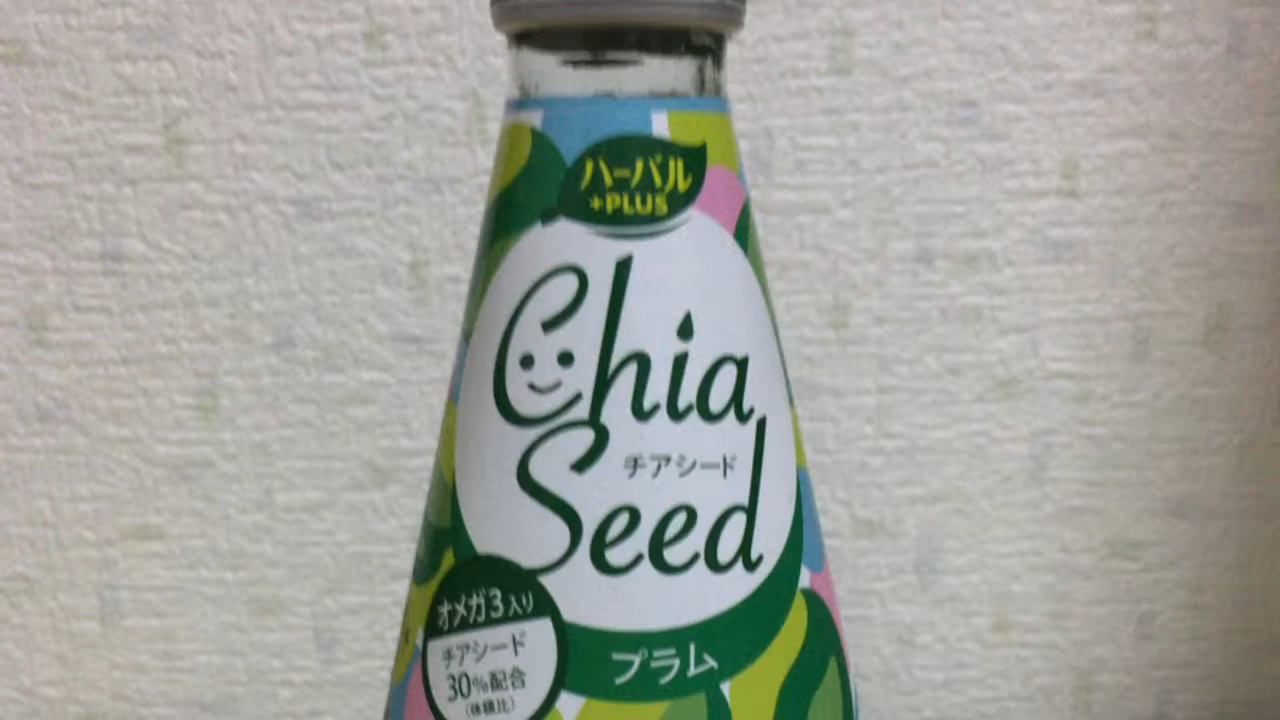 ハーバル
+PLUS
Chia
チアシード
Seed
オメガ3入り
チアシード
30%配合
(体積比)
プラム